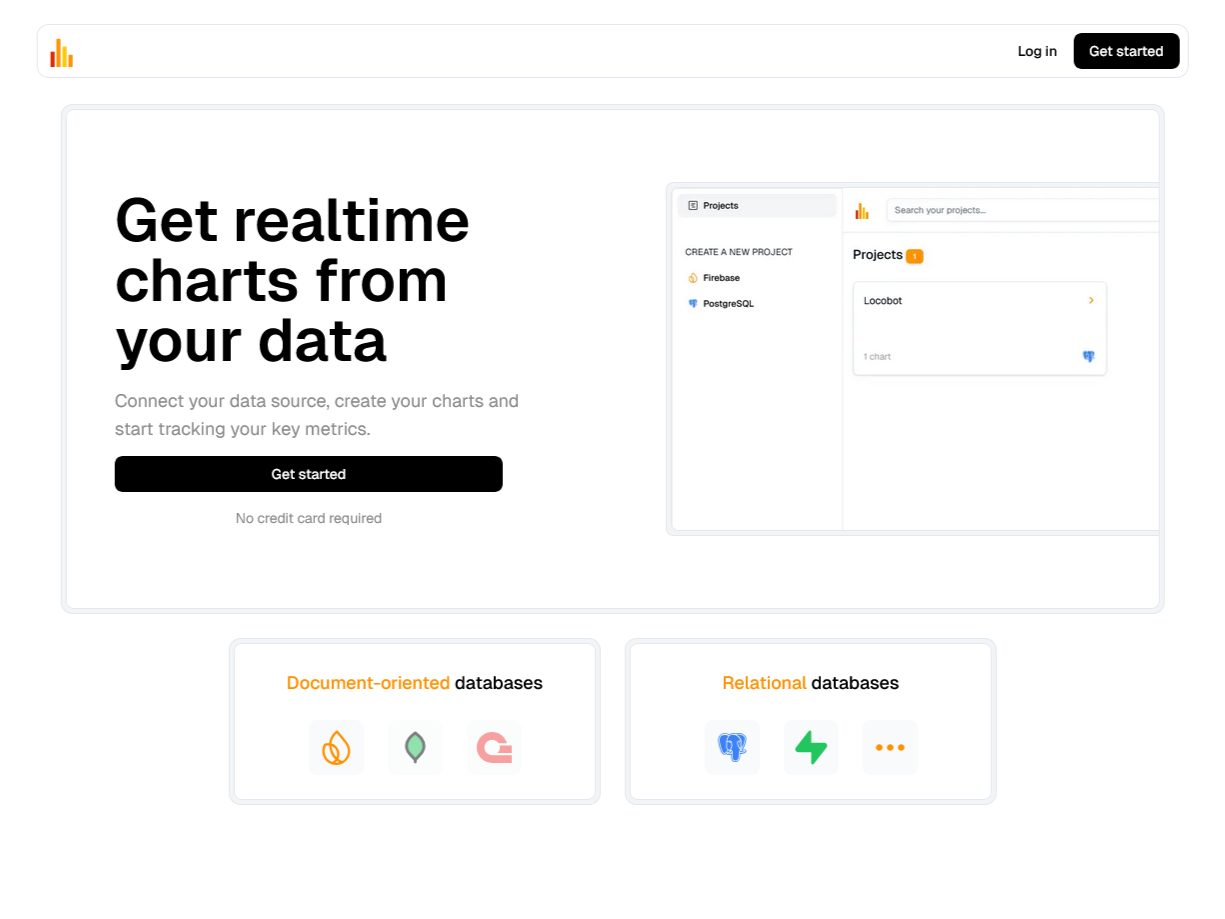 Log in
Get started
Get realtime
charts from
your data
Connect your data source, create your charts and
start tracking your key metrics.
Get started
No credit card required
Projects
CREATE A NEW PROJECT
Firebase
PostgreSQL
Search your projects...
Projects 1
Locobot
1 chart
Document-oriented databases
Relational databases